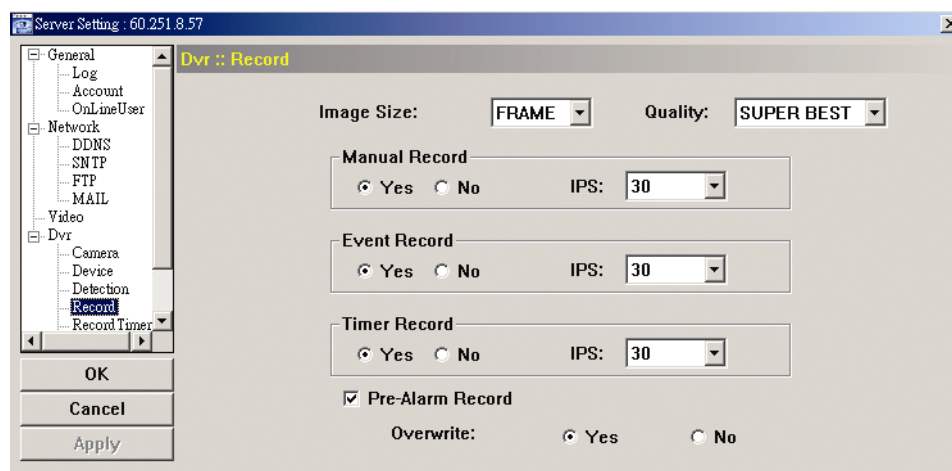 Server Setting : 60.251.8.57
General
Log
Account
OnLineUser
Network
DDNS
SNTP
FTP
MAIL
Video
Dvr
Camera
Device
Detection
Record
Record Timer
OK
Cancel
Apply
Dvr :: Record
Image Size: FRAME Quality: SUPER BEST
Manual Record
Yes No IPS: 30
Event Record
Yes No IPS: 30
Timer Record
Yes No IPS: 30
Pre-Alarm Record
Overwrite: Yes No